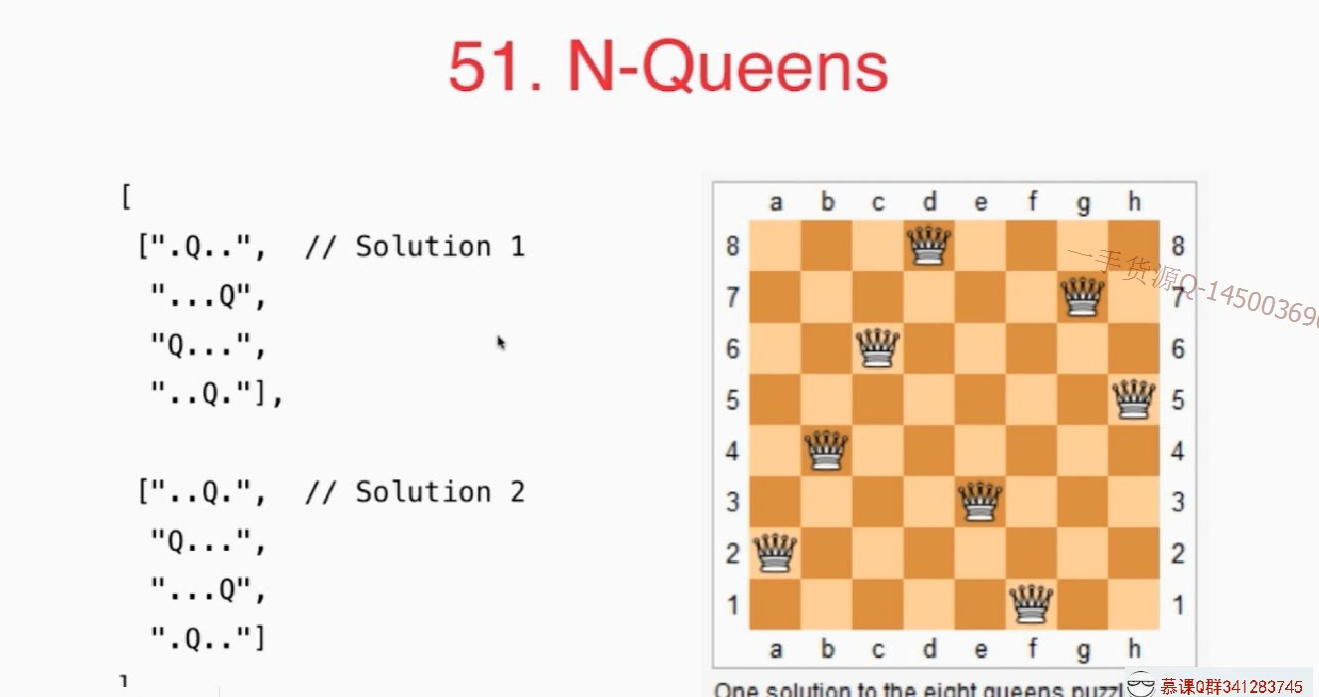 51. N-Queens
[
[".Q..",  // Solution 1
"...Q",
"Q...",
"..Q."],
["..Q.",  // Solution 2
"Q...",
"...Q",
".Q.."]
]
a b c d e f g h
8 8
7 7
6 6
5 5
4 4
3 3
2 2
1 1
a b c d e f g h
One solution to the eight queens puzzl
一手货源Q-14500369
慕课Q群341283745